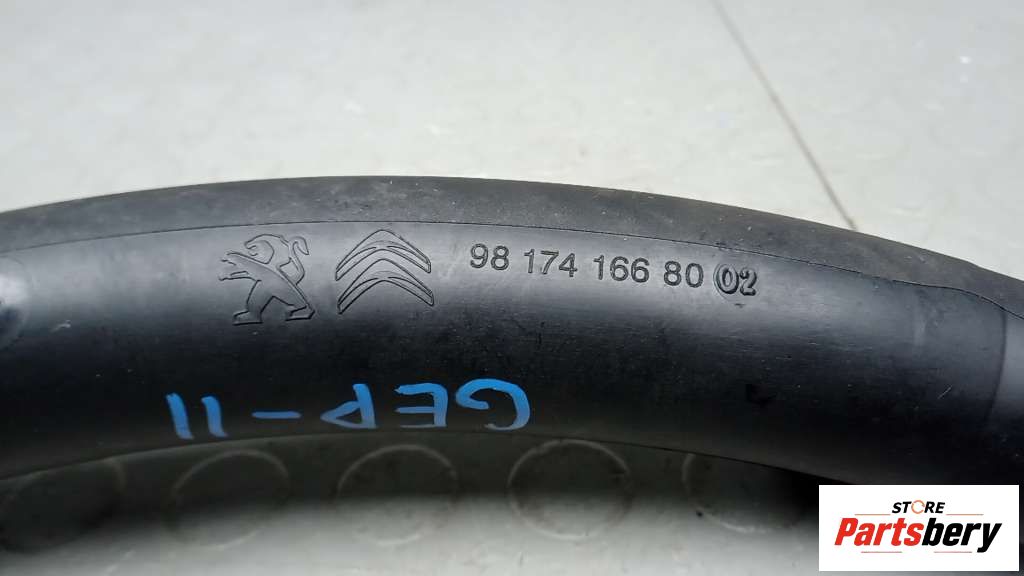 98 174 166 80 02
GEP-11
STORE
Partsbery